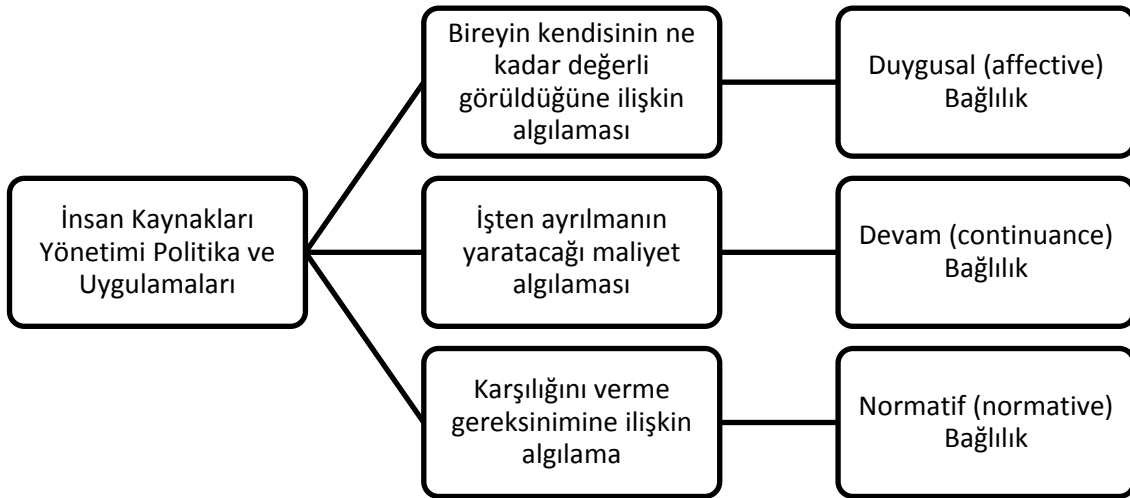 İnsan Kaynakları
Yönetimi Politika ve
Uygulamaları
Bireyin kendisinin ne
kadar değerli
görüldüğüne ilişkin
algılaması
Duygusal (affective)
Bağlılık
İşten ayrılmanın
yaratacağı maliyet
algılaması
Devam (continuance)
Bağlılık
Karşılığını verme
gereksinimine ilişkin
algılama
Normatif (normative)
Bağlılık